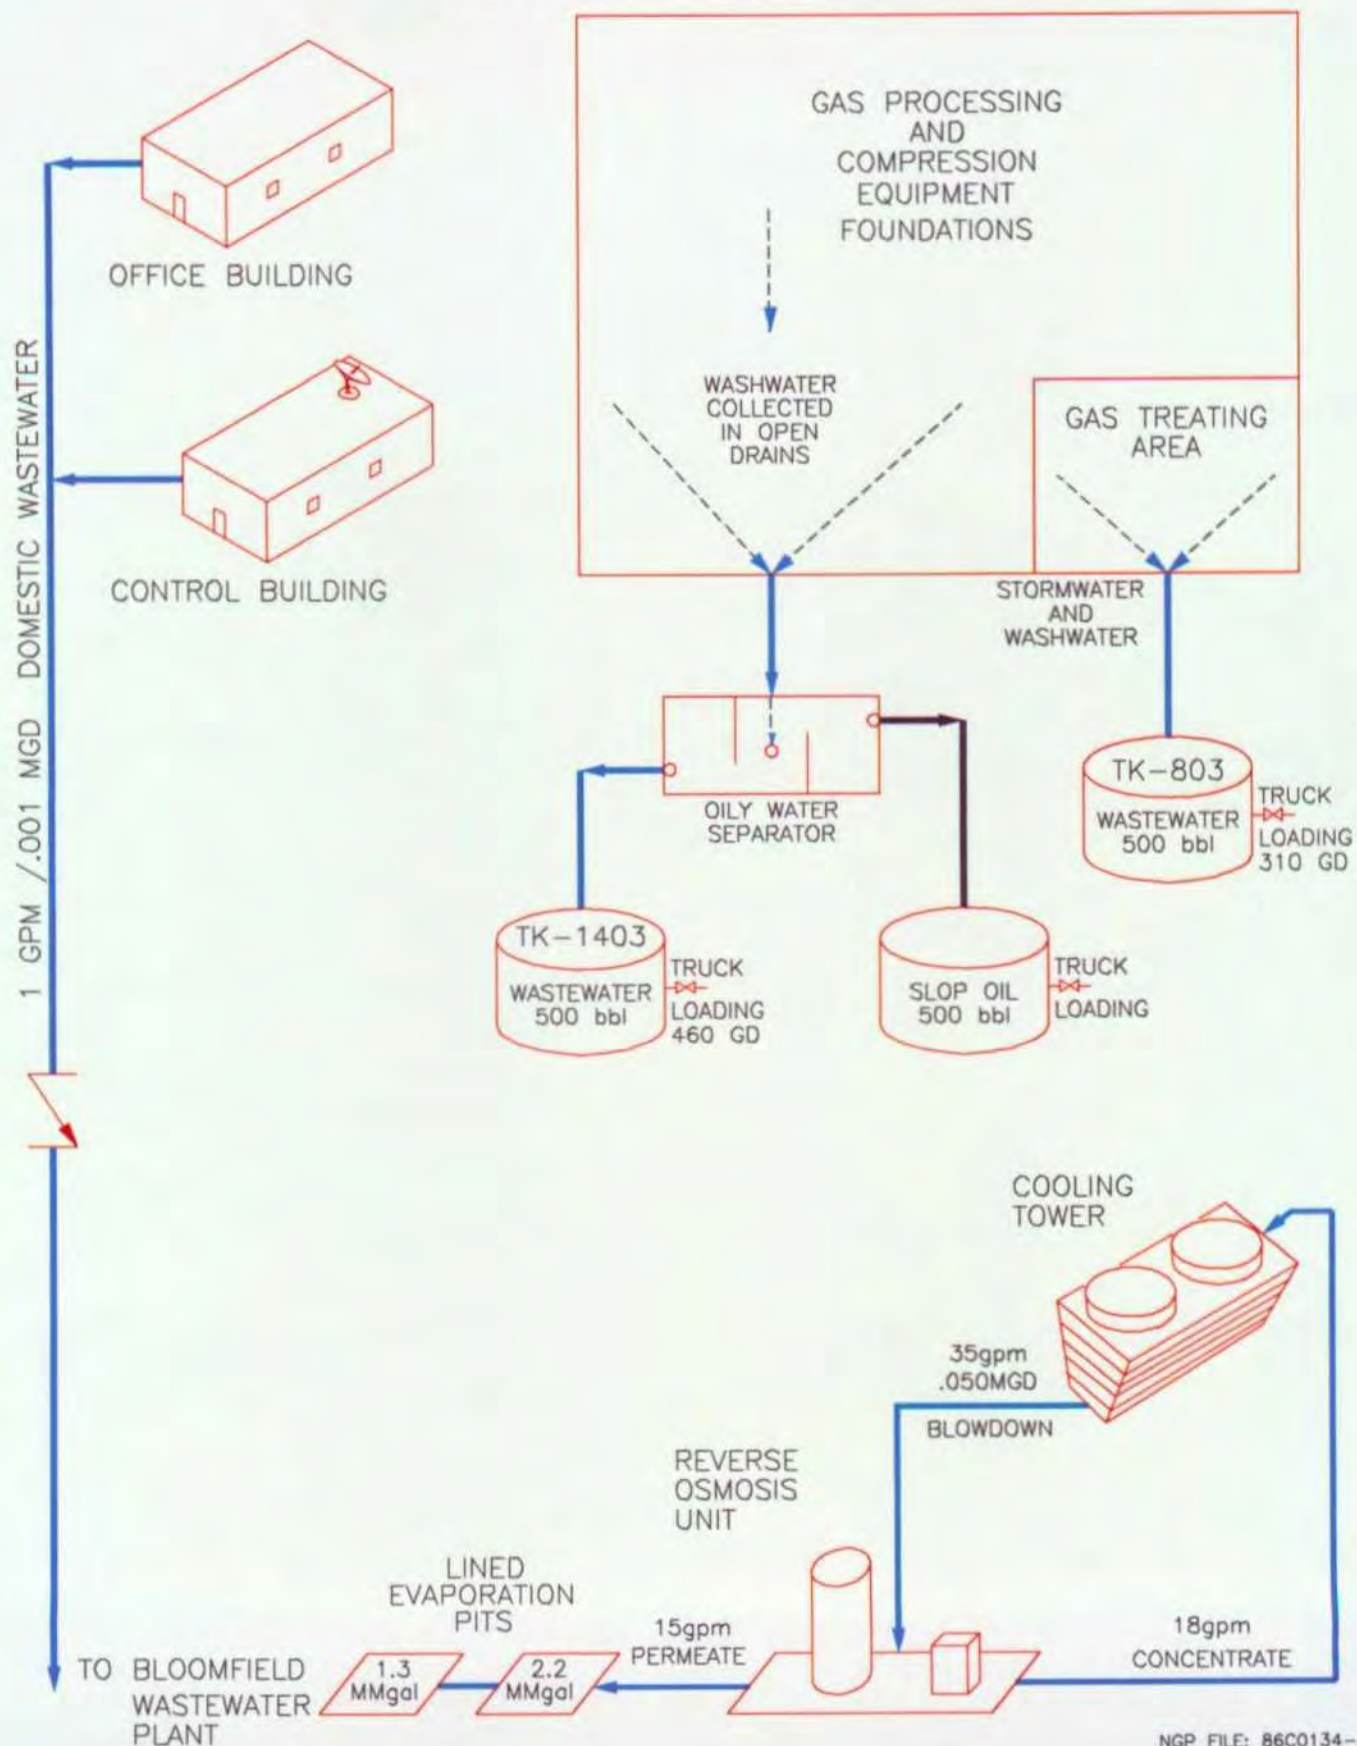 GAS PROCESSING
AND
COMPRESSION
EQUIPMENT
FOUNDATIONS
OFFICE BUILDING
WASHWATER
COLLECTED
IN OPEN
DRAINS
GAS TREATING
AREA
CONTROL BUILDING
STORMWATER
AND
WASHWATER
1 GPM /.001 MGD DOMESTIC WASTEWATER
OILY WATER
SEPARATOR
TK-803
WASTEWATER
500 bbl
TRUCK
LOADING
310 GD
TK-1403
WASTEWATER
500 bbl
TRUCK
LOADING
460 GD
SLOP OIL
500 bbl
TRUCK
LOADING
COOLING
TOWER
35gpm
.050MGD
BLOWDOWN
REVERSE
OSMOSIS
UNIT
LINED
EVAPORATION
PITS
15gpm
PERMEATE
18gpm
CONCENTRATE
1.3
MMgal
2.2
MMgal
TO BLOOMFIELD
WASTEWATER
PLANT
NGP FILE: 86C0134-